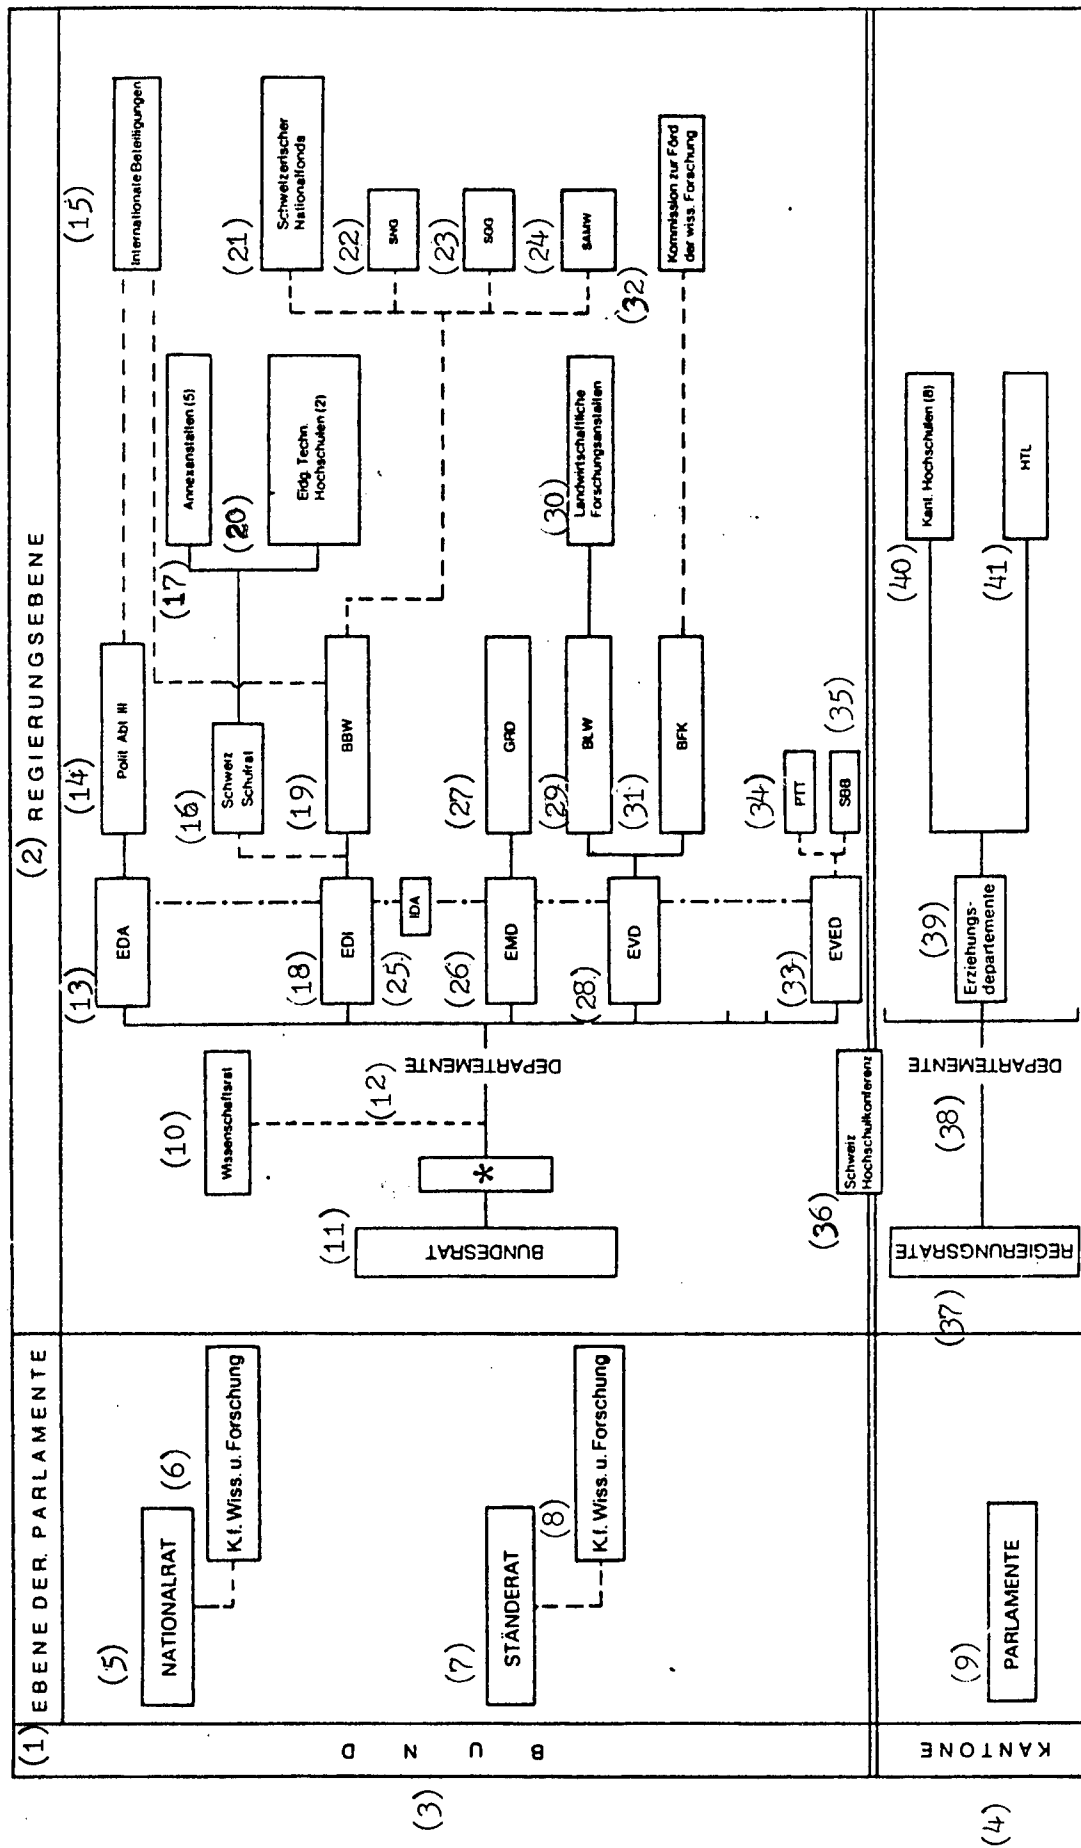 (1) EBENE DER PARLAMENTE
(2) REGIERUNGSEBENE
(3)
BUND
(5)
NATIONALRAT
(6)
K.f. Wiss. u. Forschung
(7)
STÄNDERAT
(8)
K.f. Wiss. u. Forschung
(10)
Wissenschaftsrat
(11)
BUNDESRAT
*
(12)
DEPARTEMENTE
(13)
EDA
(14)
Polit Abt III
(15)
Internationale Beteiligungen
(16)
Schweiz
Schulrat
(17)
Annexanstalten (5)
(18)
EDI
(19)
BBW
(20)
Eidg. Techn.
Hochschulen (2)
(21)
Schweizerischer
Nationalfonds
(22)
SNG
(23)
SGG
(24)
SAMW
(25)
IDA
(26)
EMD
(27)
GRD
(28)
EVD
(29)
BLW
(30)
Landwirtschaftliche
Forschungsanstalten
(31)
BFK
(32)
Kommission zur Förd
der wiss. Forschung
(33)
EVED
(34)
PTT
(35)
SBB
(36)
Schweiz
Hochschulkonferenz
(4)
KANTONE
(9)
PARLAMENTE
(37)
REGIERUNGSRATE
(38)
DEPARTEMENTE
(39)
Erziehungs-
departemente
(40)
Kant. Hochschulen (8)
(41)
HTL